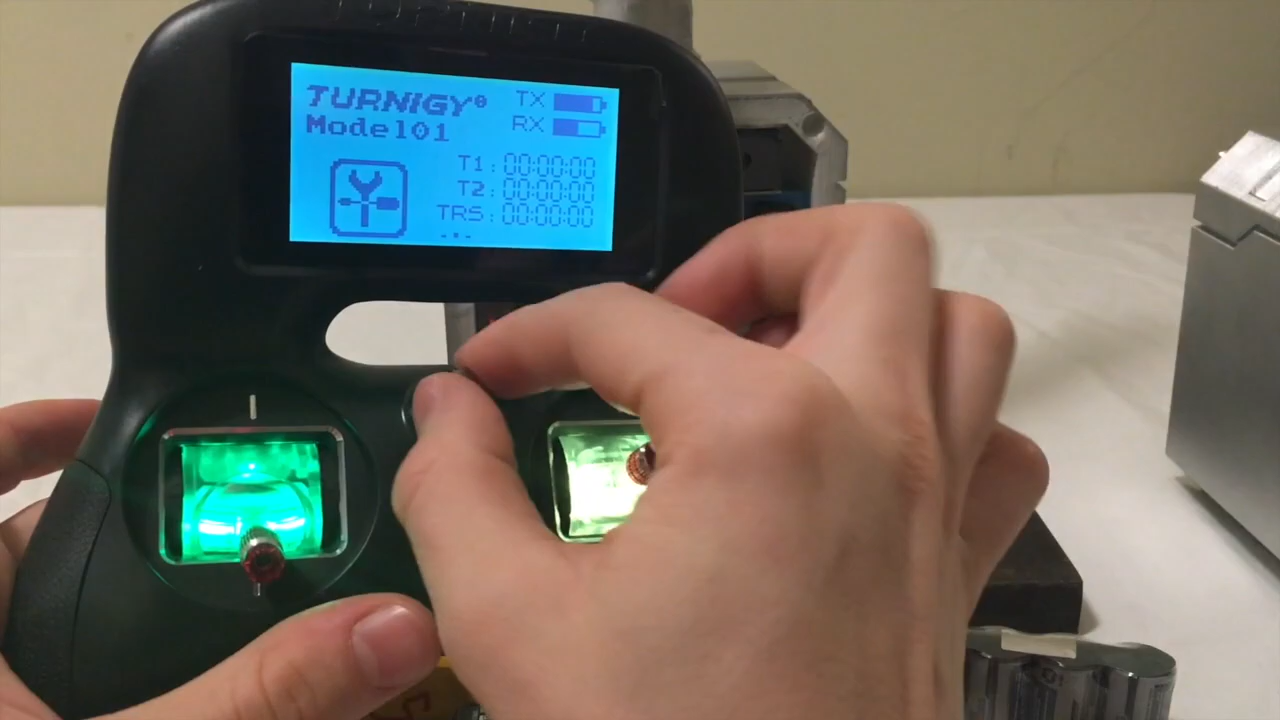 TURNIGY®
Model01
TX
RX
T1: 00:00:00
T2: 00:00:00
TRS: 00:00:00